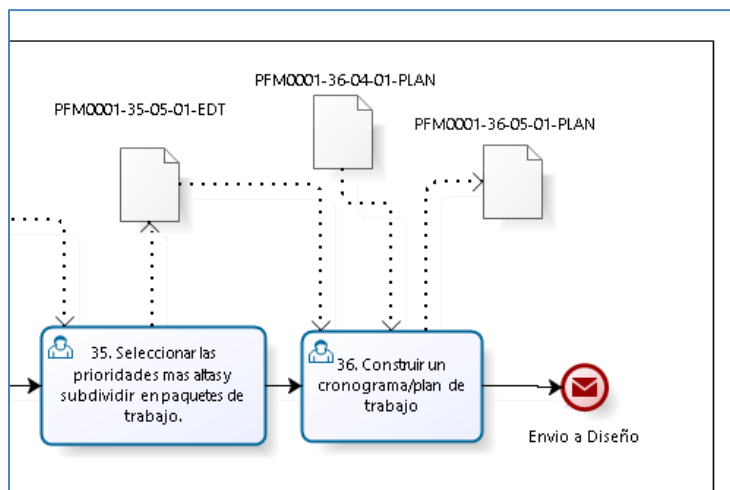 PFM0001-36-04-01-PLAN
PFM0001-35-05-01-EDT
PFM0001-36-05-01-PLAN
35. Seleccionar las
prioridades mas altas y
subdividir en paquetes de
trabajo.
36. Construir un
cronograma/plan de
trabajo
Envio a Diseño